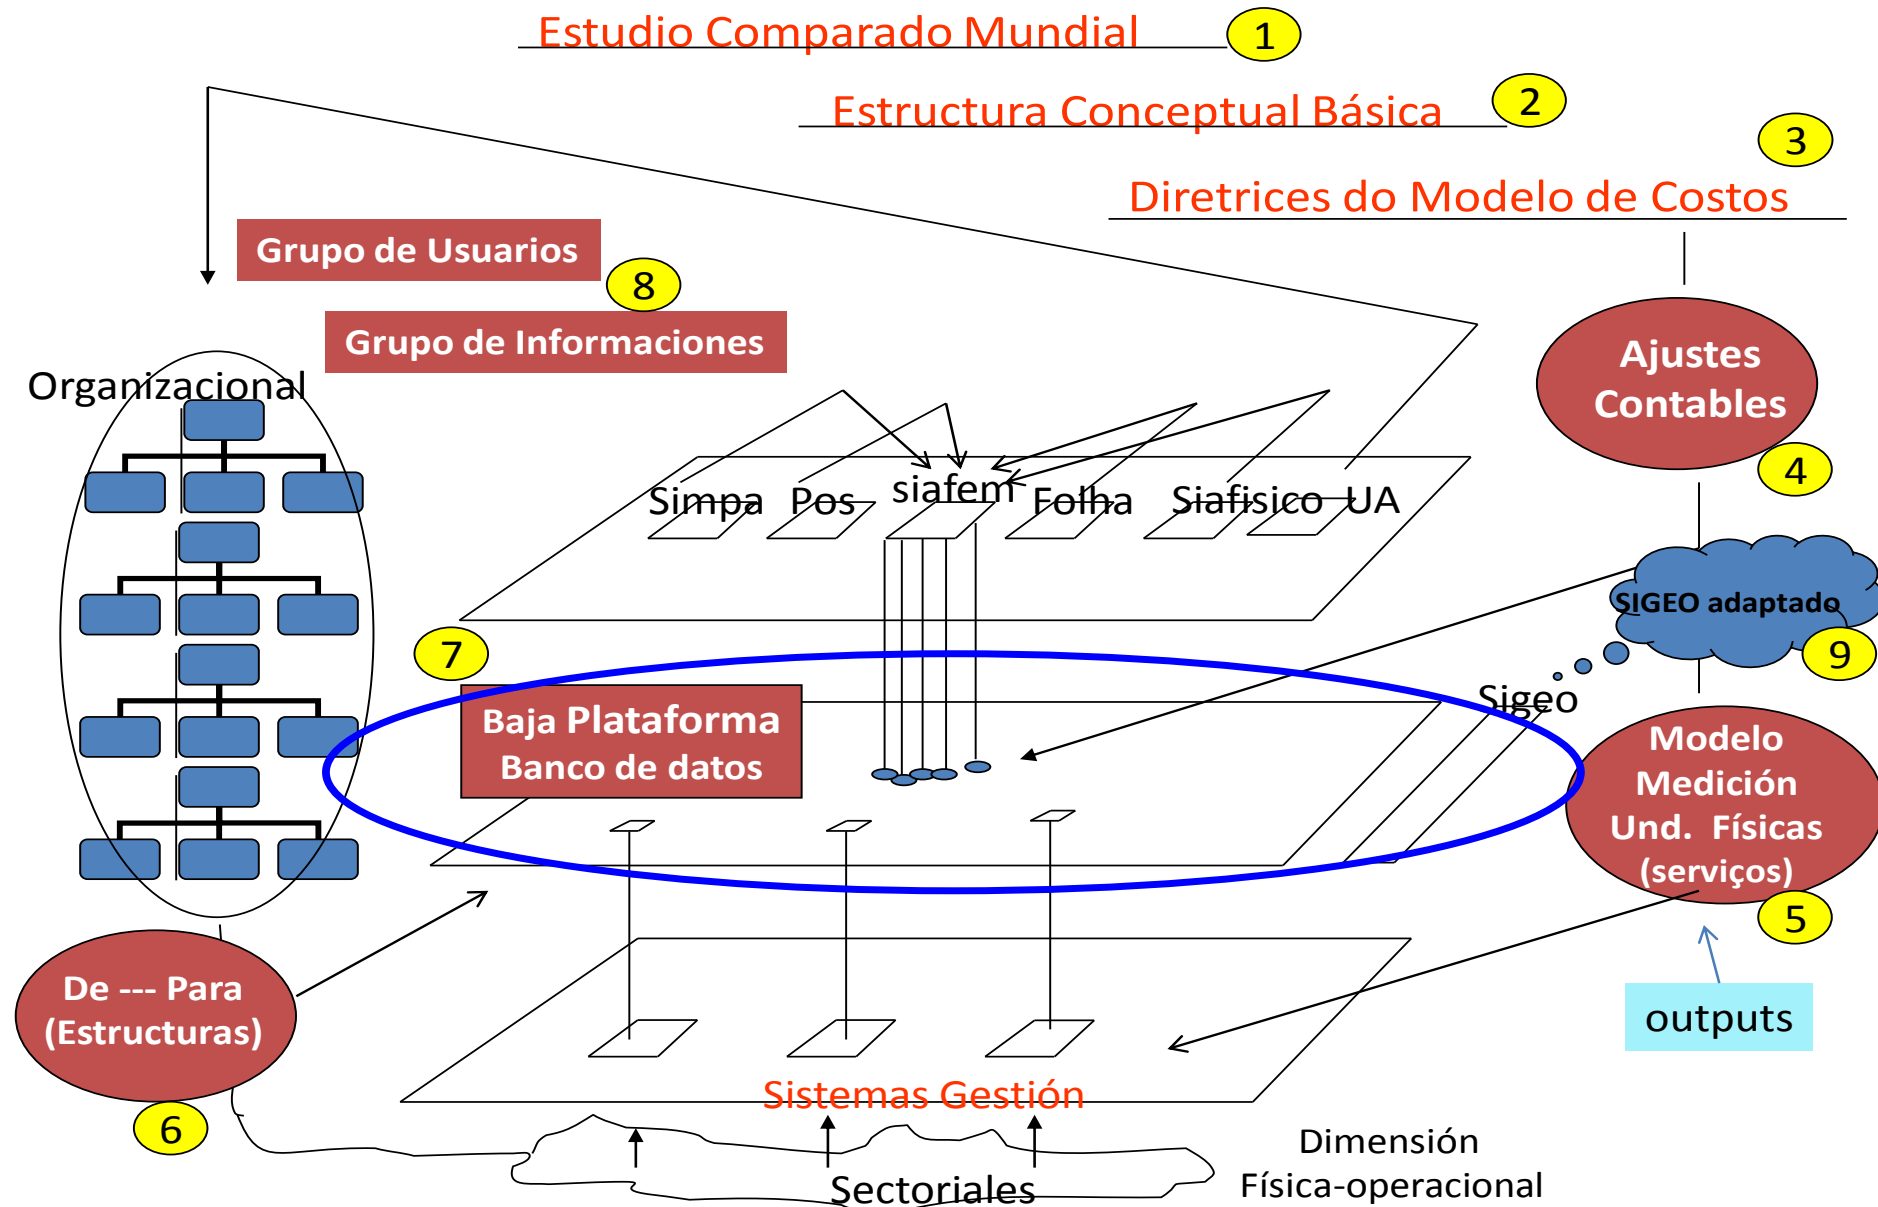 Estudio Comparado Mundial
1
Estructura Conceptual Básica
2
3
Diretrices do Modelo de Costos
Grupo de Usuarios
8
Grupo de Informaciones
Ajustes
Contables
4
Organizacional
Simpa Pos siafem Folha Siafisico UA
SIGEO adaptado
9
7
Sigeo
Baja Plataforma
Banco de datos
Modelo
Medición
Und. Físicas
(serviços)
5
De --- Para
(Estructuras)
6
outputs
Sistemas Gestión
Sectoriales
Dimensión
Física-operacional